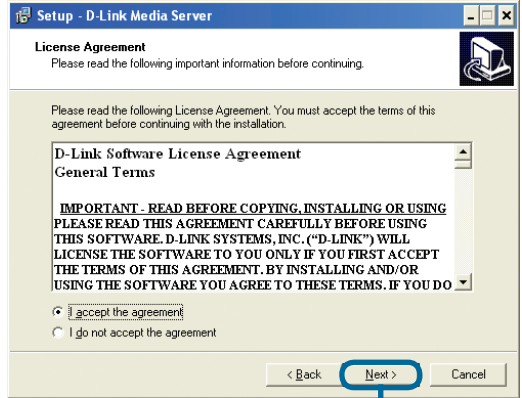 Setup - D-Link Media Server
License Agreement
Please read the following important information before continuing.
Please read the following License Agreement. You must accept the terms of this
agreement before continuing with the installation.
D-Link Software License Agreement
General Terms
IMPORTANT - READ BEFORE COPYING, INSTALLING OR USING
PLEASE READ THIS AGREEMENT CAREFULLY BEFORE USING
THIS SOFTWARE. D-LINK SYSTEMS, INC. (“D-LINK”) WILL
LICENSE THE SOFTWARE TO YOU ONLY IF YOU FIRST ACCEPT
THE TERMS OF THIS AGREEMENT. BY INSTALLING AND/OR
USING THE SOFTWARE YOU AGREE TO THESE TERMS. IF YOU DO
I accept the agreement
I do not accept the agreement
< Back Next > Cancel